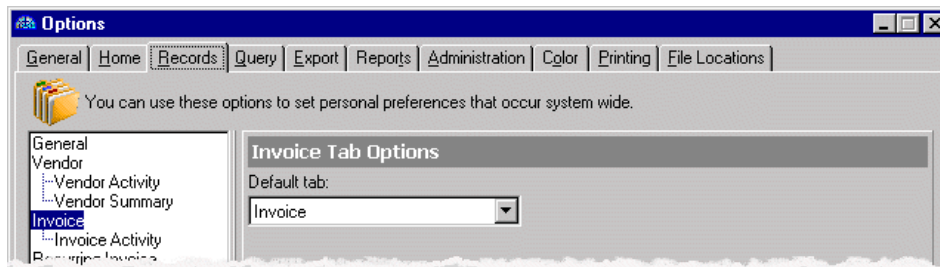 Options
General Home Records Query Export Reports Administration Color Printing File Locations
You can use these options to set personal preferences that occur system wide.
General
Vendor
Vendor Activity
Vendor Summary
Invoice
Invoice Activity
Recurring Invoice
Invoice Tab Options
Default tab:
Invoice